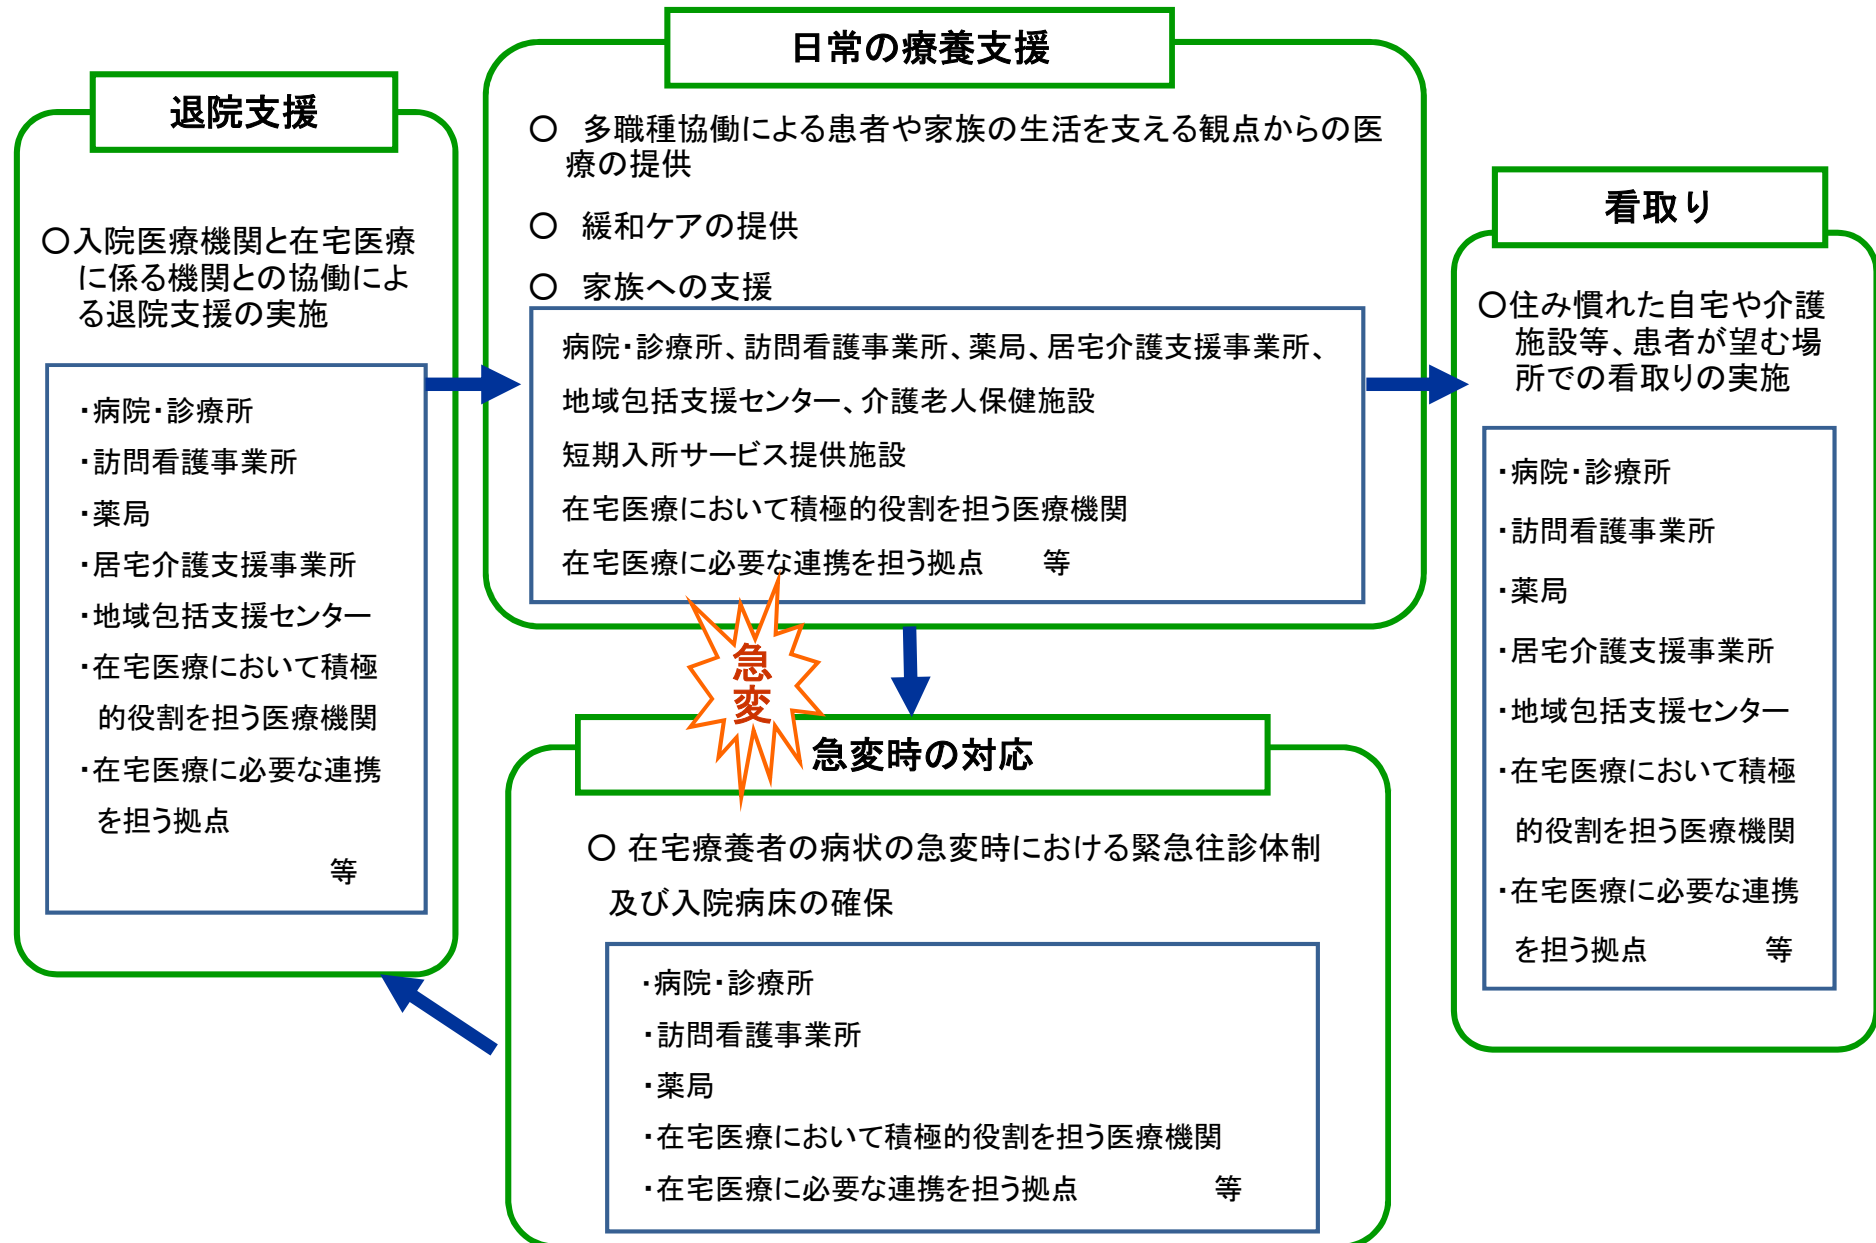 退院支援
〇入院医療機関と在宅医療
に係る機関との協働によ
る退院支援の実施
・病院・診療所
・訪問看護事業所
・薬局
・居宅介護支援事業所
・地域包括支援センター
・在宅医療において積極
的役割を担う医療機関
・在宅医療に必要な連携
を担う拠点
等
日常の療養支援
〇 多職種協働による患者や家族の生活を支える観点からの医
療の提供
〇 緩和ケアの提供
〇 家族への支援
病院・診療所、訪問看護事業所、薬局、居宅介護支援事業所、
地域包括支援センター、介護老人保健施設
短期入所サービス提供施設
在宅医療において積極的役割を担う医療機関
在宅医療に必要な連携を担う拠点 等
急
変
急変時の対応
〇 在宅療養者の病状の急変時における緊急往診体制
及び入院病床の確保
・病院・診療所
・訪問看護事業所
・薬局
・在宅医療において積極的役割を担う医療機関
・在宅医療に必要な連携を担う拠点 等
看取り
〇住み慣れた自宅や介護
施設等、患者が望む場
所での看取りの実施
・病院・診療所
・訪問看護事業所
・薬局
・居宅介護支援事業所
・地域包括支援センター
・在宅医療において積極
的役割を担う医療機関
・在宅医療に必要な連携
を担う拠点 等